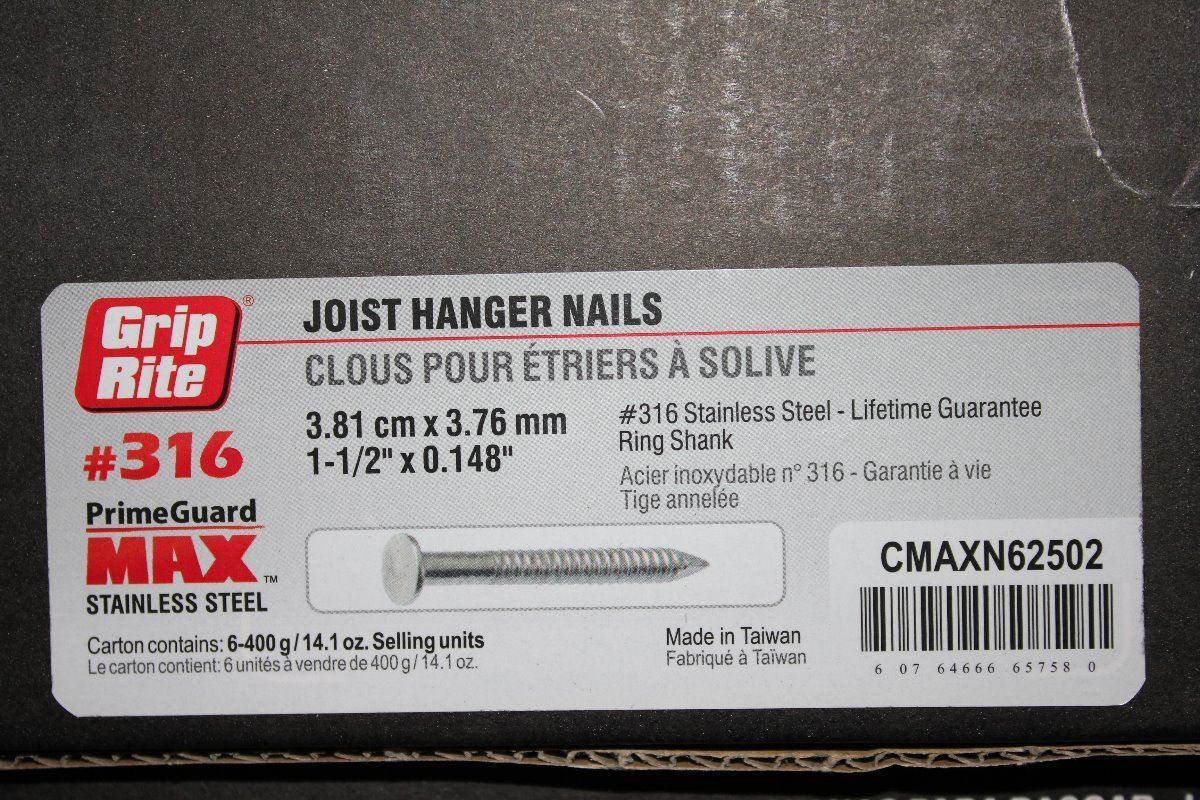 Grip
Rite®
#316
PrimeGuard
MAX™
STAINLESS STEEL
JOIST HANGER NAILS
CLOUS POUR ÉTRIERS À SOLIVE
3.81 cm x 3.76 mm
1-1/2" x 0.148"
#316 Stainless Steel - Lifetime Guarantee
Ring Shank
Acier inoxydable n° 316 - Garantie à vie
Tige annelée
Carton contains: 6-400 g / 14.1 oz. Selling units
Le carton contient: 6 unités à vendre de 400 g / 14.1 oz.
Made in Taiwan
Fabriqué à Taïwan
CMAXN62502
6 07 64666 65758 0